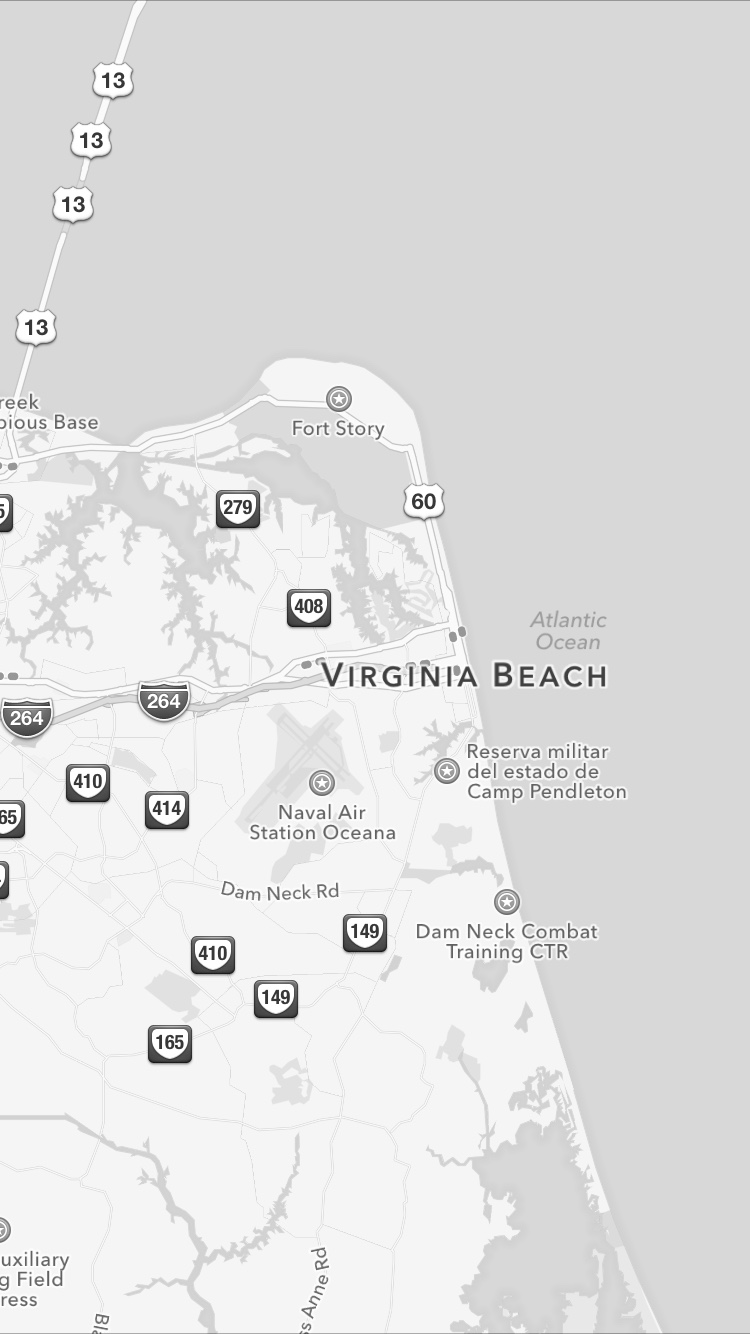 13
13
13
13
reek
bious Base
Fort Story
279
60
408
Atlantic
Ocean
VIRGINIA BEACH
264
264
Reserva militar
del estado de
Camp Pendleton
410
414
65
Naval Air
Station Oceana
Dam Neck Rd
149
Dam Neck Combat
Training CTR
410
149
165
uxiliary
g Field
ress
ss Anne Rd